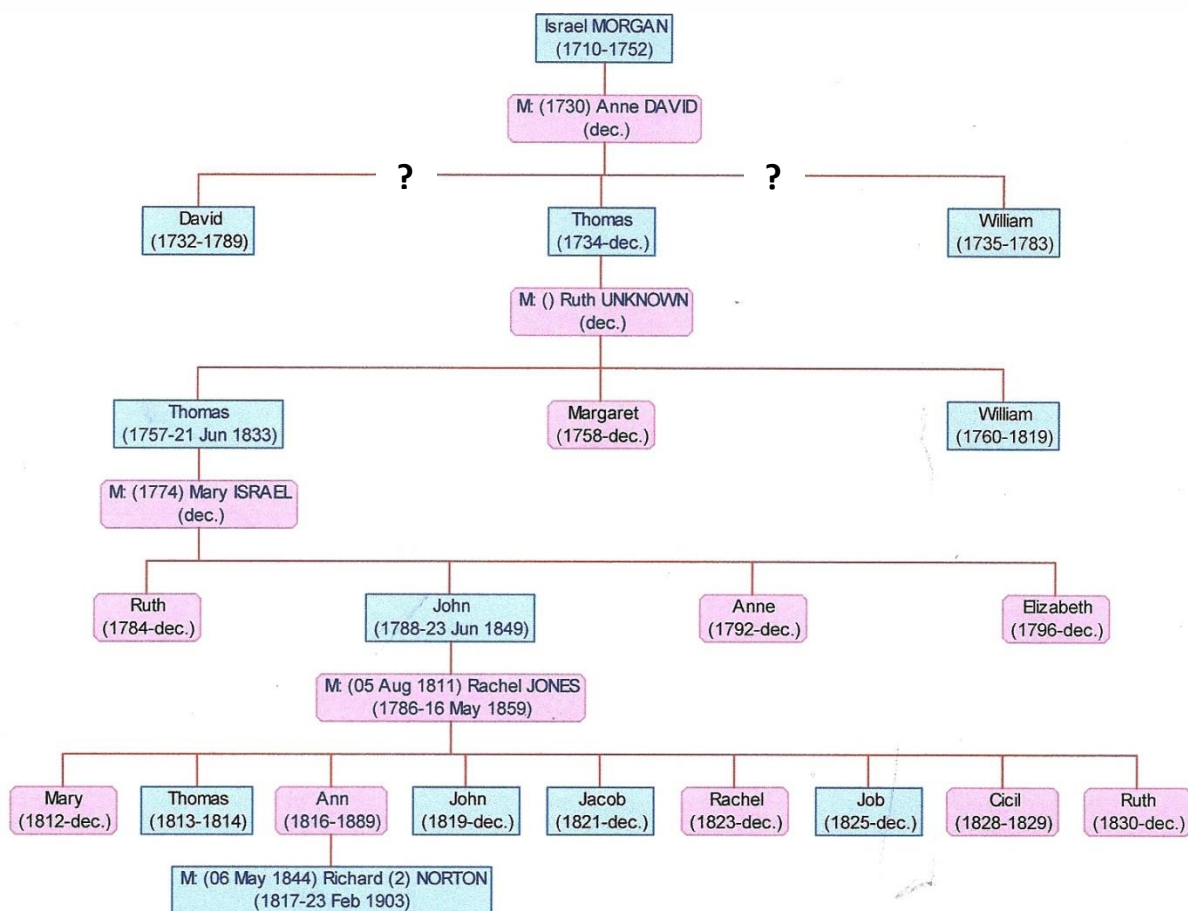 Israel MORGAN
(1710-1752)
M: (1730) Anne DAVID
(dec.)
? ?
David
(1732-1789)
Thomas
(1734-dec.)
William
(1735-1783)
M: () Ruth UNKNOWN
(dec.)
Thomas
(1757-21 Jun 1833)
Margaret
(1758-dec.)
William
(1760-1819)
M: (1774) Mary ISRAEL
(dec.)
Ruth
(1784-dec.)
John
(1788-23 Jun 1849)
Anne
(1792-dec.)
Elizabeth
(1796-dec.)
M: (05 Aug 1811) Rachel JONES
(1786-16 May 1859)
Mary
(1812-dec.)
Thomas
(1813-1814)
Ann
(1816-1889)
John
(1819-dec.)
Jacob
(1821-dec.)
Rachel
(1823-dec.)
Job
(1825-dec.)
Cicil
(1828-1829)
Ruth
(1830-dec.)
M: (06 May 1844) Richard (2) NORTON
(1817-23 Feb 1903)